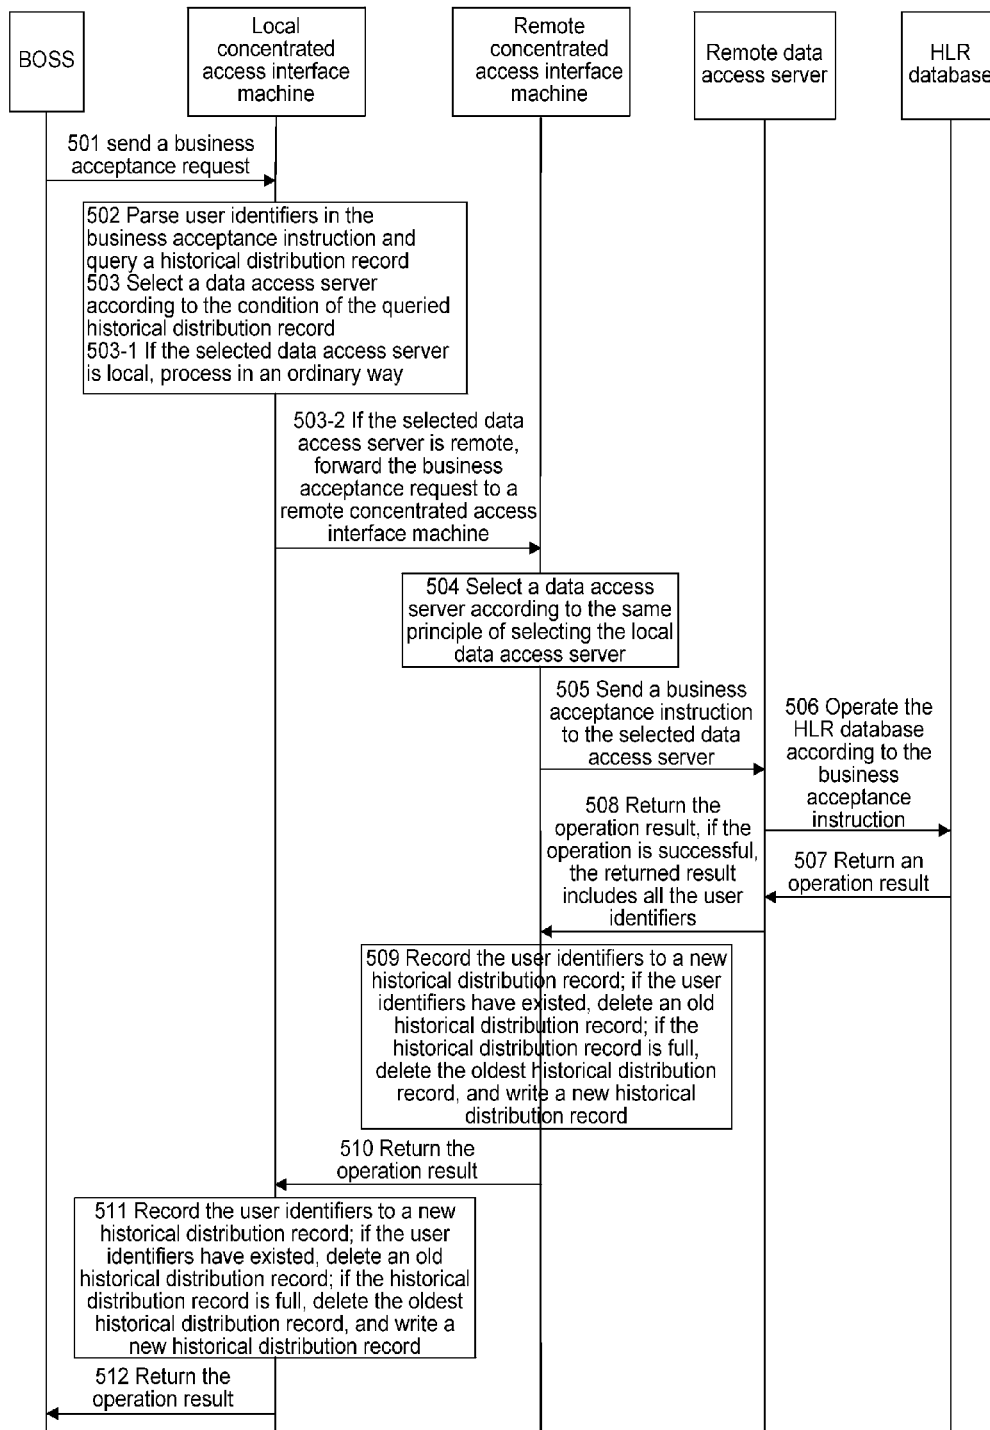 BOSS
Local
concentrated
access interface
machine
Remote
concentrated
access interface
machine
Remote data
access server
HLR
database
501 send a business
acceptance request
502 Parse user identifiers in the
business acceptance instruction and
query a historical distribution record
503 Select a data access server
according to the condition of the queried
historical distribution record
503-1 If the selected data access server
is local, process in an ordinary way
503-2 If the selected data
access server is remote,
forward the business
acceptance request to a
remote concentrated access
interface machine
504 Select a data access
server according to the same
principle of selecting the local
data access server
505 Send a business
acceptance instruction
to the selected data
access server
506 Operate the
HLR database
according to the
business
acceptance
instruction
507 Return an
operation result
508 Return the
operation result, if the
operation is successful,
the returned result
includes all the user
identifiers
509 Record the user identifiers to a new
historical distribution record; if the user
identifiers have existed, delete an old
historical distribution record; if the
historical distribution record is full,
delete the oldest historical distribution
record, and write a new historical
distribution record
510 Return the
operation result
511 Record the user identifiers to a new
historical distribution record; if the user
identifiers have existed, delete an old
historical distribution record; if the historical
distribution record is full, delete the oldest
historical distribution record, and write a
new historical distribution record
512 Return the
operation result